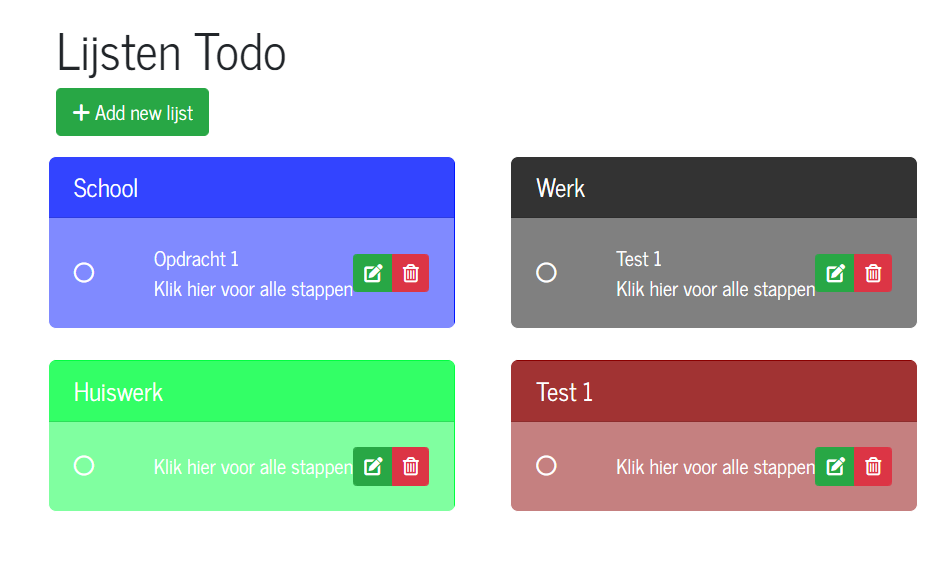 Lijsten Todo
Add new lijst
School
Opdracht 1
Klik hier voor alle stappen
Werk
Test 1
Klik hier voor alle stappen
Huiswerk
Klik hier voor alle stappen
Test 1
Klik hier voor alle stappen